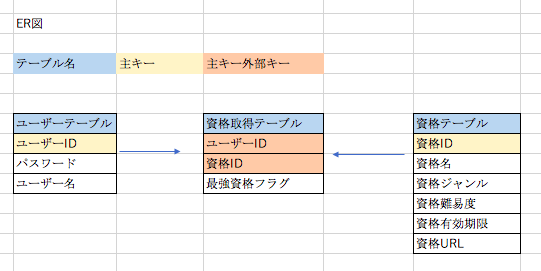 ER図
テーブル名 主キー 主キー外部キー
ユーザーテーブル 資格取得テーブル 資格テーブル
ユーザーID ユーザーID 資格ID
パスワード 資格ID 資格名
ユーザー名 最強資格フラグ 資格ジャンル
資格難易度
資格有効期限
資格URL